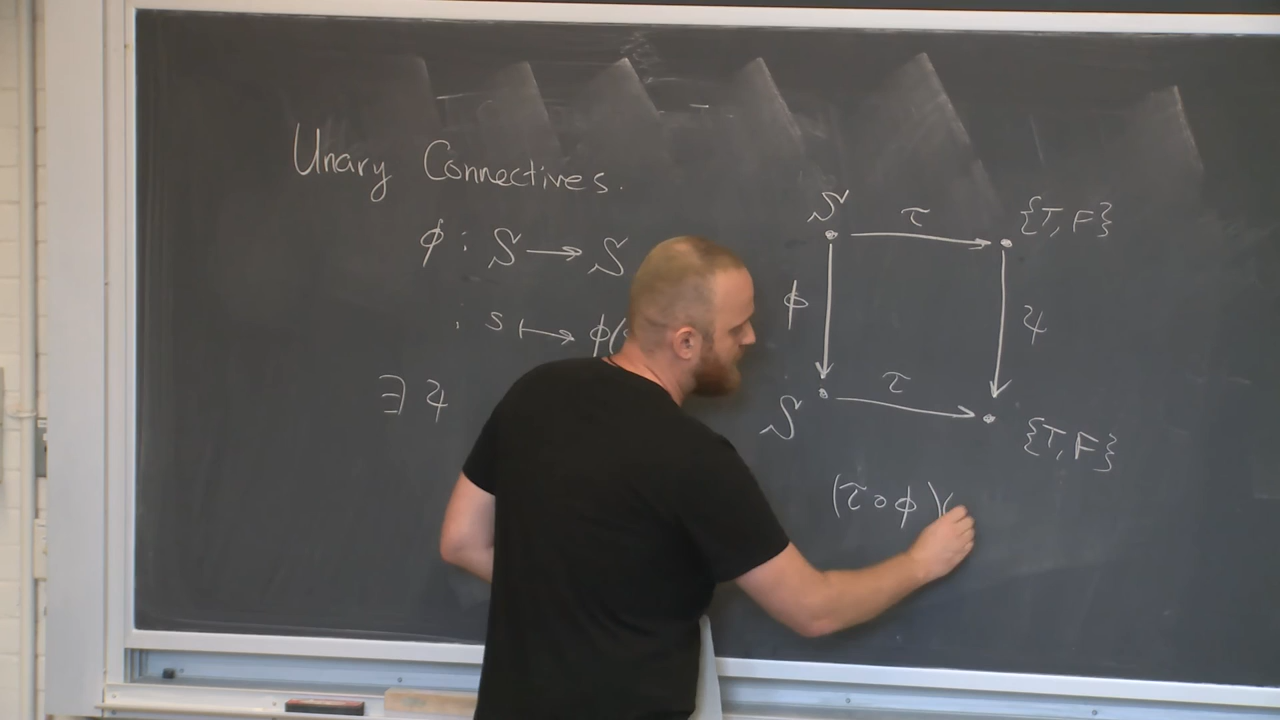 Unary Connectives.
ϕ : S → S
: s ↦ ϕ(
∃ ψ
S τ {T, F}
ϕ ψ
S τ {T, F}
(τ ∘ ϕ)(